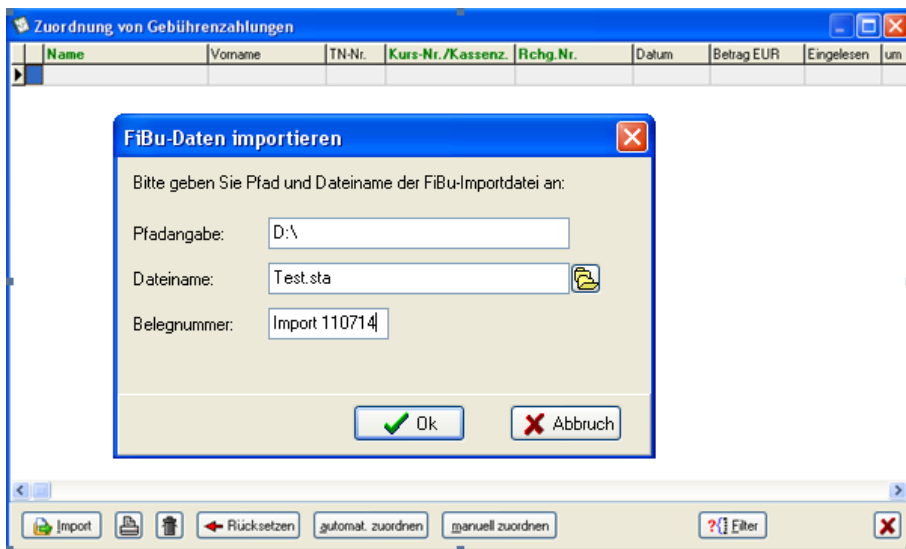 Zuordnung von Gebührenzahlungen
Name Vorname TN-Nr. Kurs-Nr./Kassenz. Rchg.Nr. Datum Betrag EUR Eingelesen um
FiBu-Daten importieren
Bitte geben Sie Pfad und Dateiname der FiBu-Importdatei an:
Pfadangabe: D:\
Dateiname: Test.sta
Belegnummer: Import 110714
Ok Abbruch
Import Rücksetzen automat. zuordnen manuell zuordnen ?{} Filter